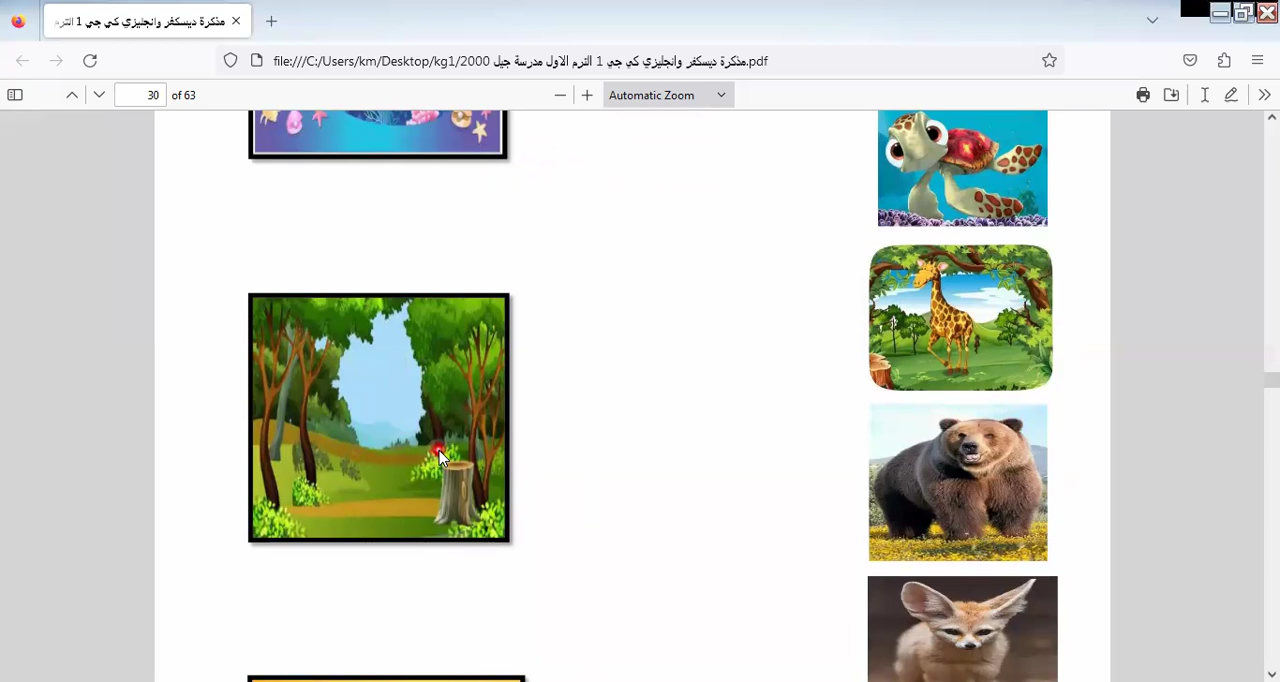 مذكرة ديسكفر وانجليزي كي جي 1 الترم
file:///C:/Users/km/Desktop/kg1/2000 مذكرة ديسكفر وانجليزي كي جي 1 الترم الاول مدرسة جيل.pdf
30 of 63
Automatic Zoom